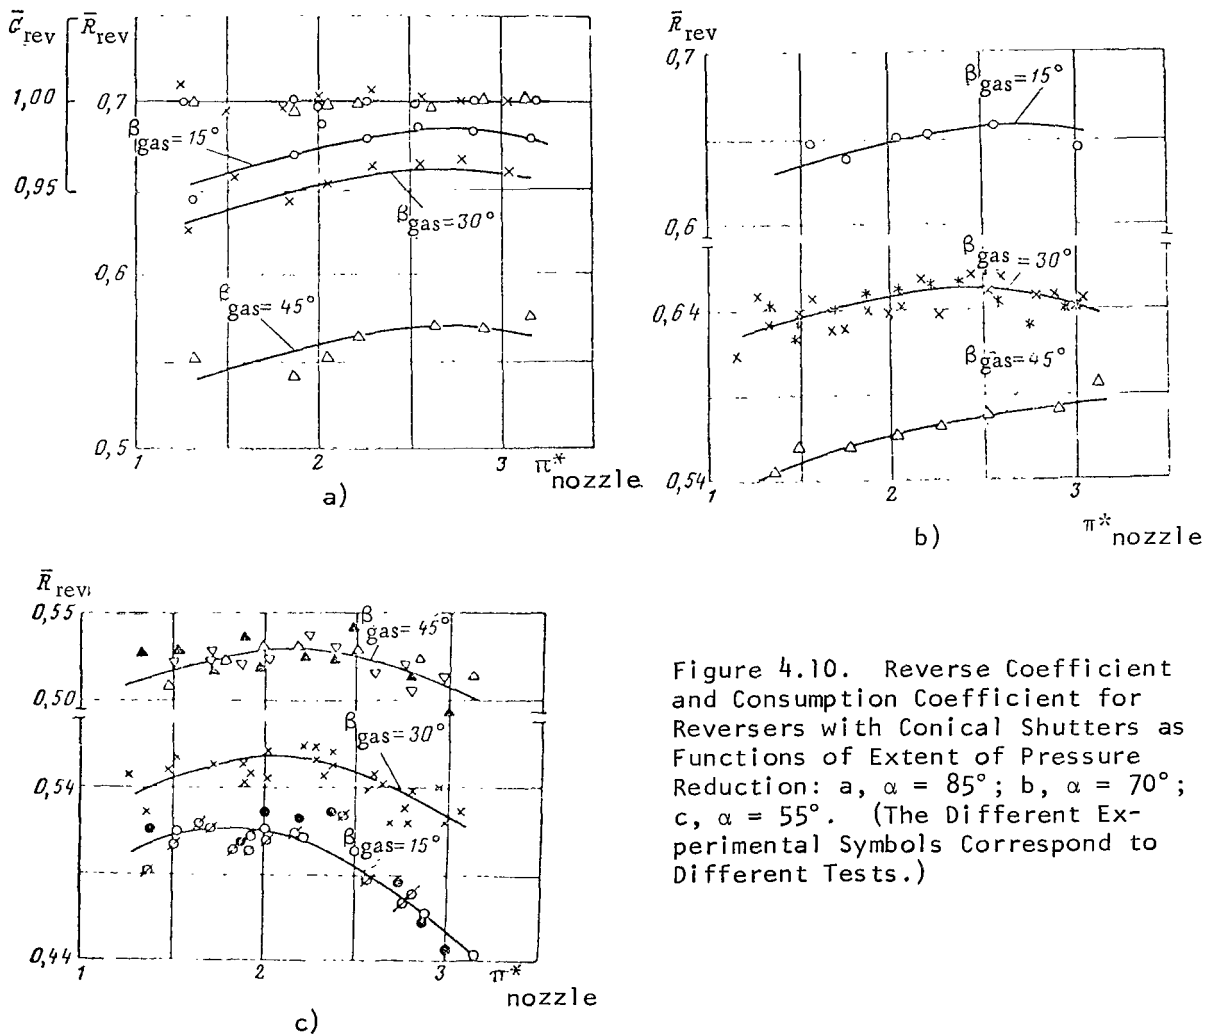 Ḡrev R̄rev
1,00 0,7
βgas=15°
0,95
βgas=30°
0,6
βgas=45°
0,5
1 2 3 π*nozzle
a)
R̄rev
0,7
βgas=15°
0,6
βgas=30°
0,64
βgas=45°
0,54
1 2 3
π*nozzle
b)
R̄rev
0,55
βgas=45°
0,50
βgas=30°
0,54
βgas=15°
0,44
1 2 3 π*nozzle
c)
Figure 4.10. Reverse Coefficient
and Consumption Coefficient for
Reversers with Conical Shutters as
Functions of Extent of Pressure
Reduction: a, α = 85°; b, α = 70°;
c, α = 55°. (The Different Ex-
perimental Symbols Correspond to
Different Tests.)